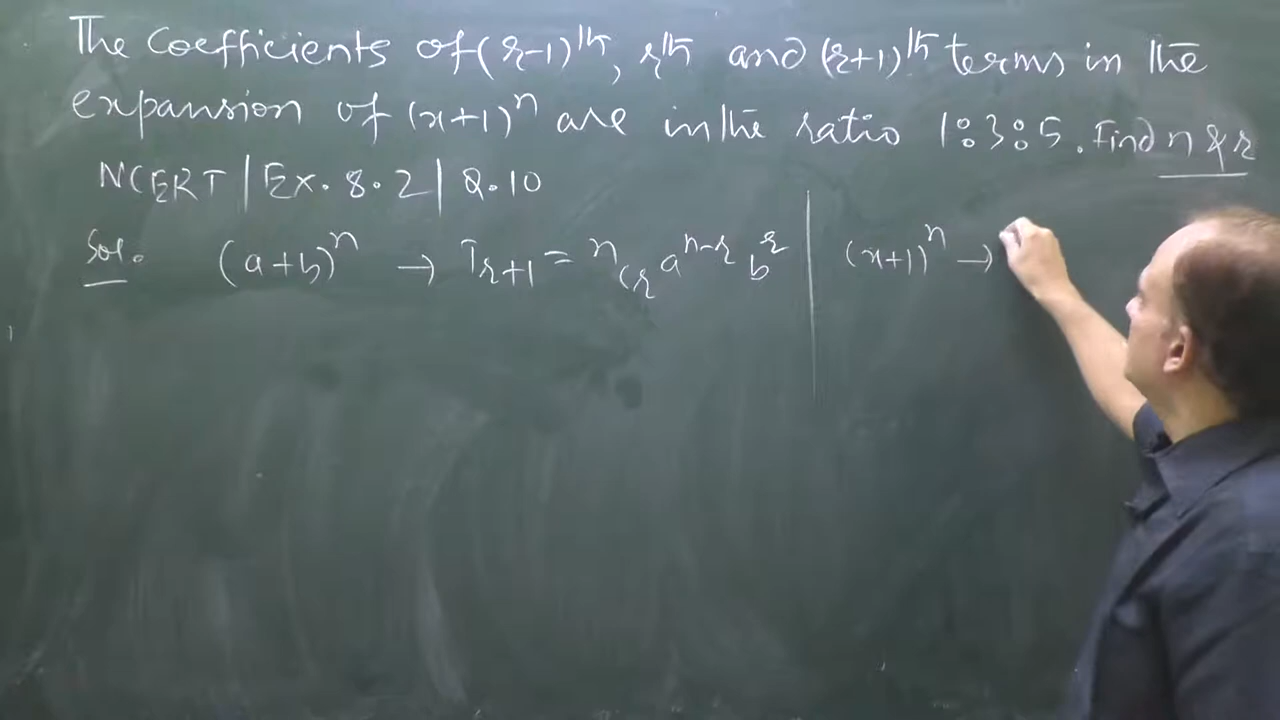 The Coefficients of (r-1)th, rth and (r+1)th terms in the
expansion of (x+1)^n are in the ratio 1:3:5. Find n & r
NCERT | Ex. 8.2 | Q.10
Sol. (a+b)^n → T_{r+1} = ^nC_r a^{n-r} b^r | (x+1)^n →